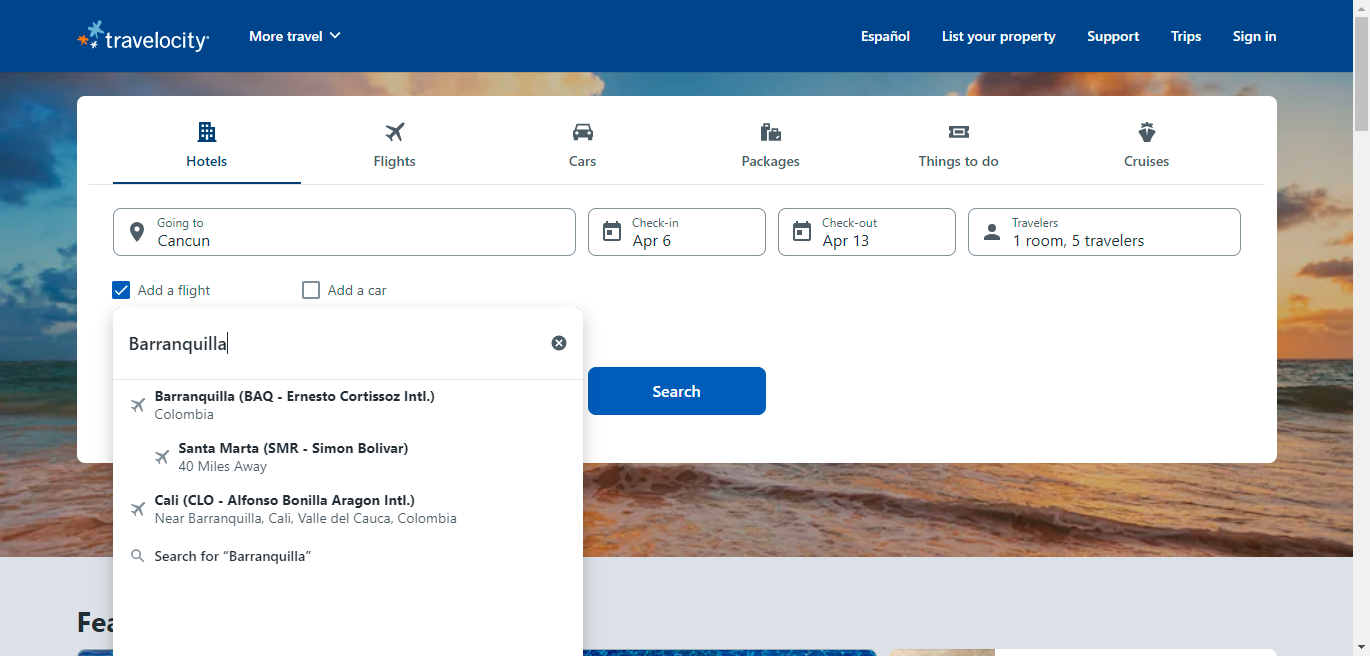 travelocity
More travel
Español
List your property
Support
Trips
Sign in
Hotels
Flights
Cars
Packages
Things to do
Cruises
Going to
Cancun
Check-in
Apr 6
Check-out
Apr 13
Travelers
1 room, 5 travelers
Add a flight
Add a car
Barranquilla
Barranquilla (BAQ - Ernesto Cortissoz Intl.)
Colombia
Santa Marta (SMR - Simon Bolivar)
40 Miles Away
Cali (CLO - Alfonso Bonilla Aragon Intl.)
Near Barranquilla, Cali, Valle del Cauca, Colombia
Search for “Barranquilla”
Search